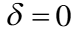 δ = 0